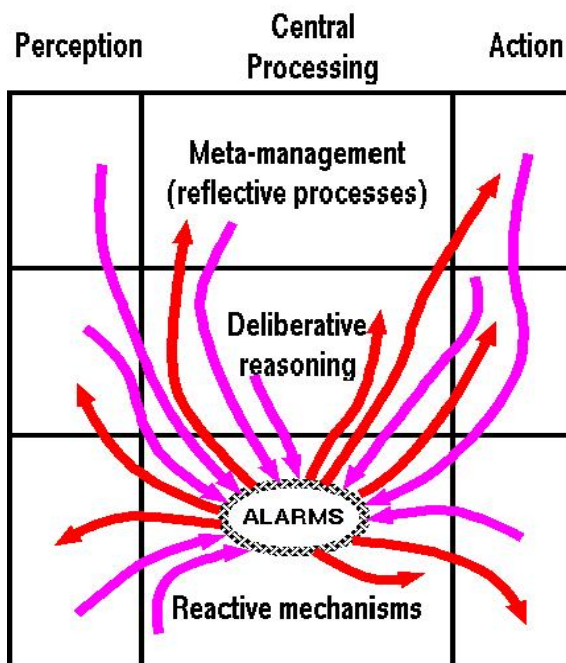 Perception
Central
Processing
Action
Meta-management
(reflective processes)
Deliberative
reasoning
ALARMS
Reactive mechanisms